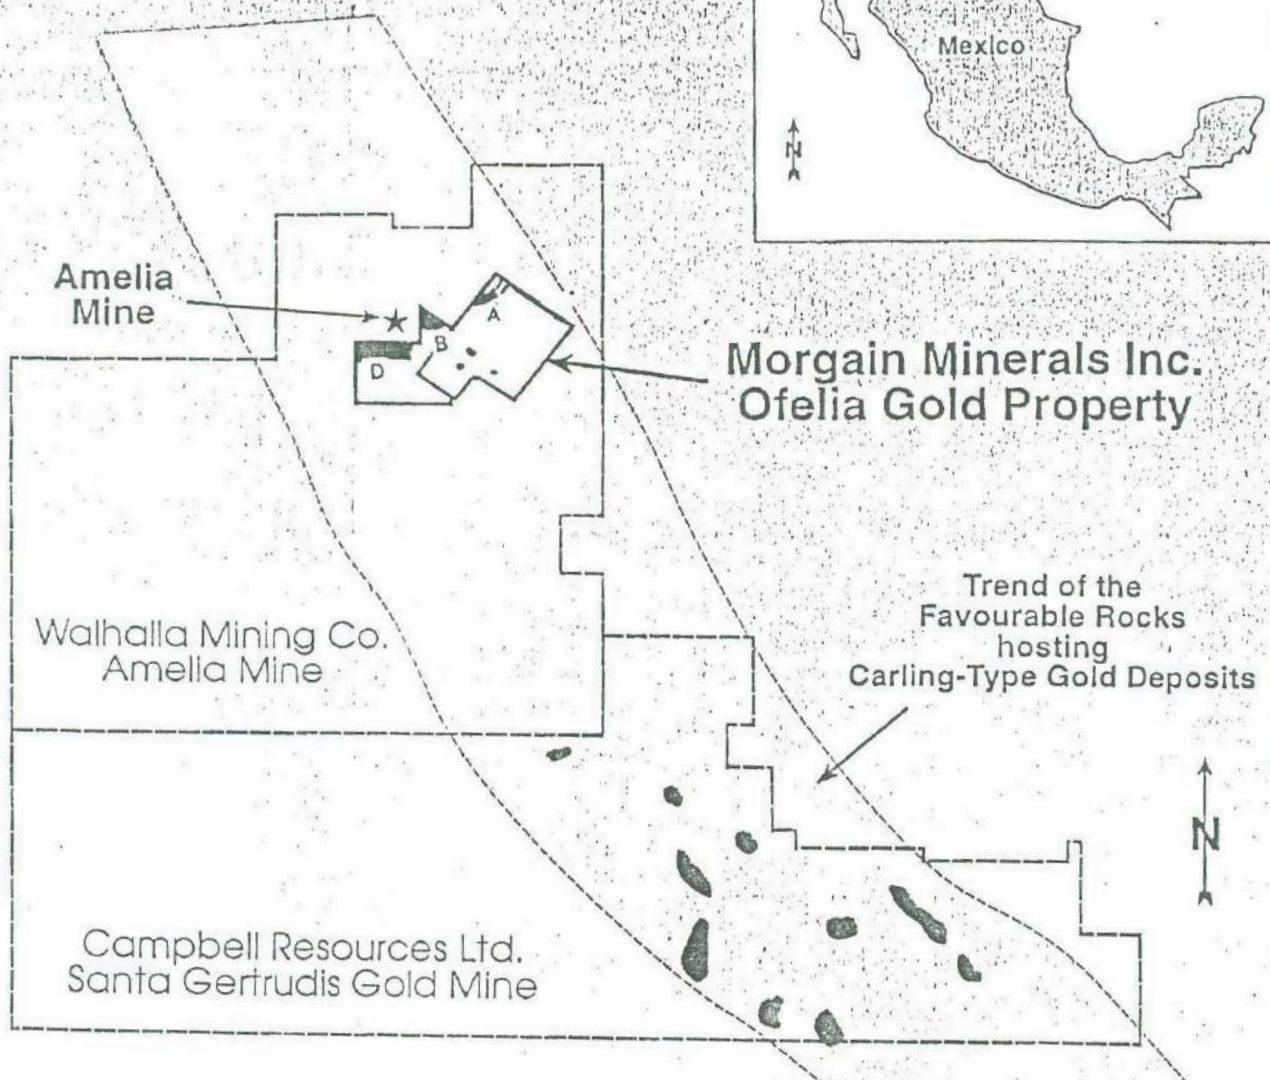 Mexico
N
Amelia
Mine
A
B
D
Morgain Minerals Inc.
Ofelia Gold Property
Trend of the
Favourable Rocks
hosting
Carling-Type Gold Deposits
Walhalla Mining Co.
Amella Mine
N
Campbell Resources Ltd.
Santa Gertrudis Gold Mine